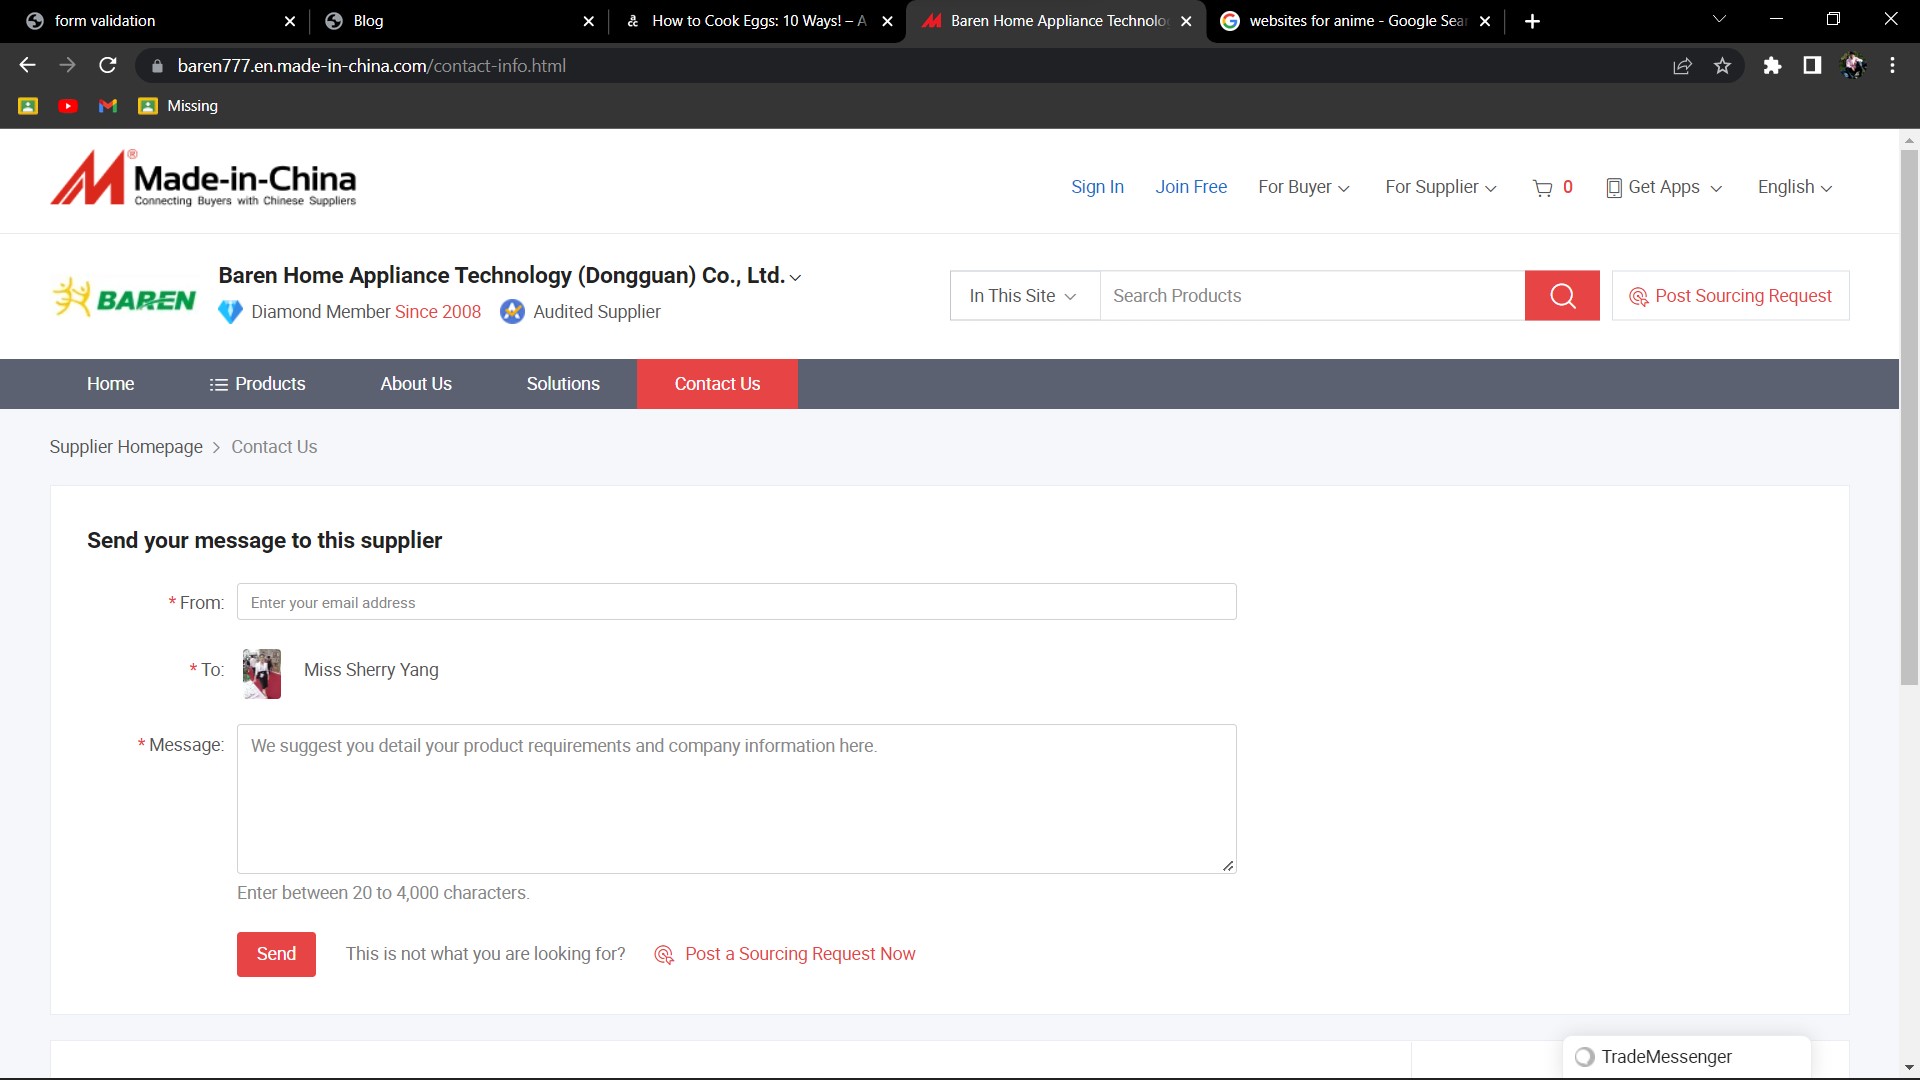 form validation
Blog
How to Cook Eggs: 10 Ways! – A
Baren Home Appliance Technolo
websites for anime - Google Sear
baren777.en.made-in-china.com/contact-info.html
Missing
Made-in-China
Connecting Buyers with Chinese Suppliers
Sign In
Join Free
For Buyer
For Supplier
0
Get Apps
English
BAREN
Baren Home Appliance Technology (Dongguan) Co., Ltd.
Diamond Member Since 2008
Audited Supplier
In This Site
Search Products
Post Sourcing Request
Home
Products
About Us
Solutions
Contact Us
Supplier Homepage > Contact Us
Send your message to this supplier
* From:
Enter your email address
* To:
Miss Sherry Yang
* Message:
We suggest you detail your product requirements and company information here.
Enter between 20 to 4,000 characters.
Send
This is not what you are looking for?
Post a Sourcing Request Now
TradeMessenger